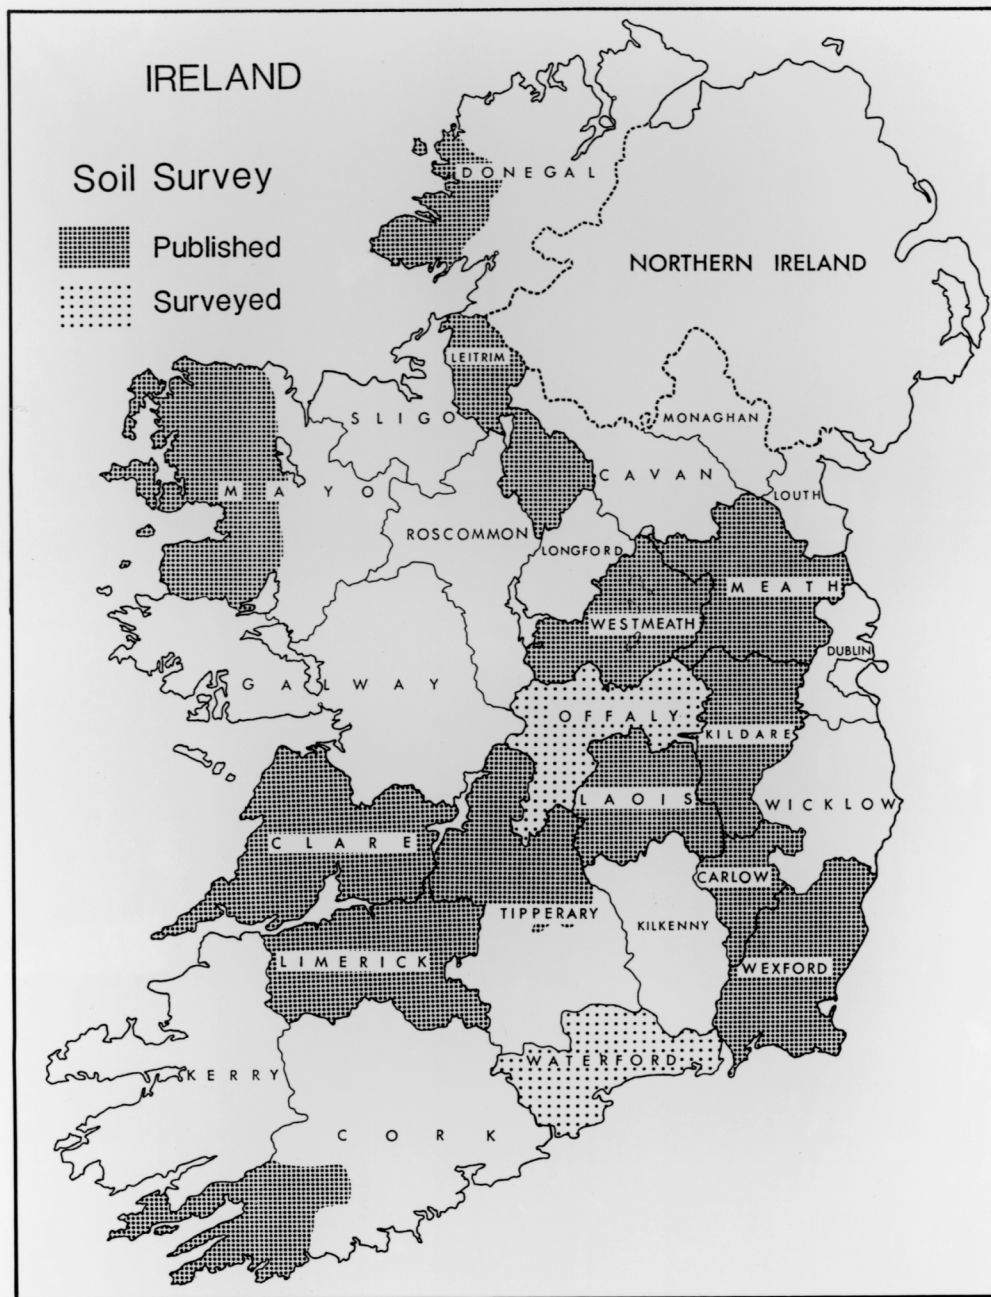 IRELAND
Soil Survey
Published
Surveyed
DONEGAL
NORTHERN IRELAND
LEITRIM
SLIGO
MONAGHAN
CAVAN
LOUTH
MAYO
ROSCOMMON
LONGFORD
MEATH
WESTMEATH
DUBLIN
GALWAY
OFFALY
KILDARE
LAOIS
WICKLOW
CLARE
CARLOW
TIPPERARY
KILKENNY
LIMERICK
WEXFORD
WATERFORD
KERRY
CORK